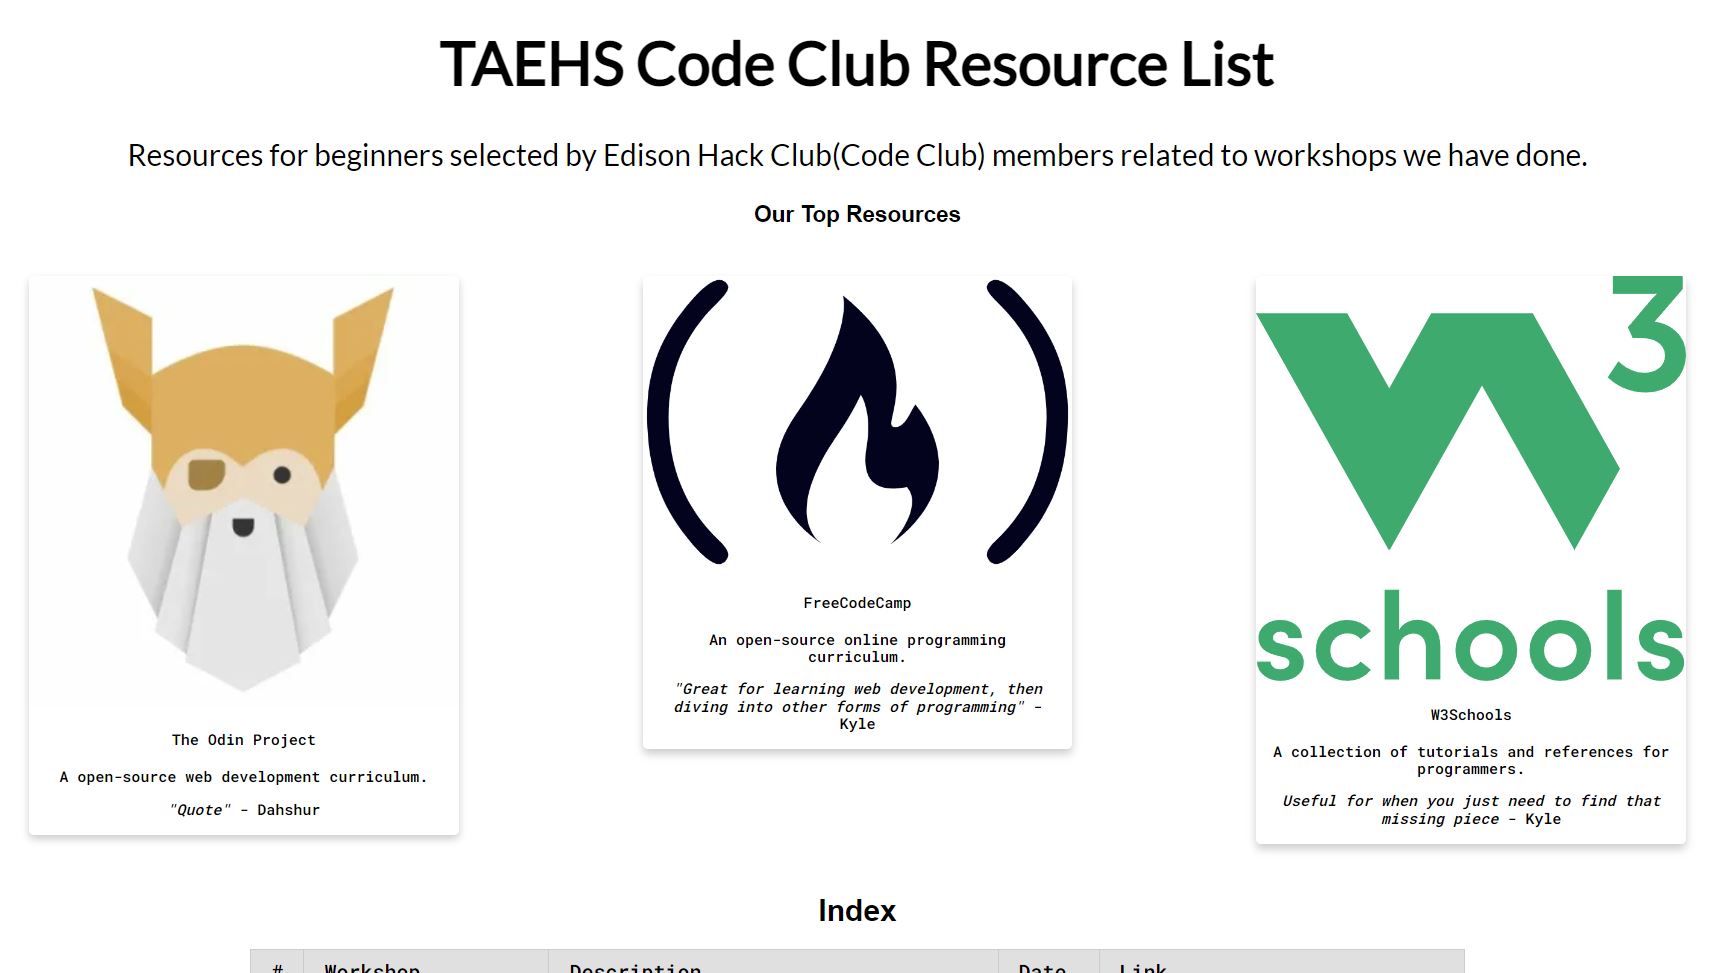 TAEHS Code Club Resource List
Resources for beginners selected by Edison Hack Club(Code Club) members related to workshops we have done.
Our Top Resources
The Odin Project
A open-source web development curriculum.
"Quote" - Dahshur
FreeCodeCamp
An open-source online programming
curriculum.
"Great for learning web development, then
diving into other forms of programming" -
Kyle
W3
schools
W3Schools
A collection of tutorials and references for
programmers.
Useful for when you just need to find that
missing piece - Kyle
Index
# Workshop Description Date Link